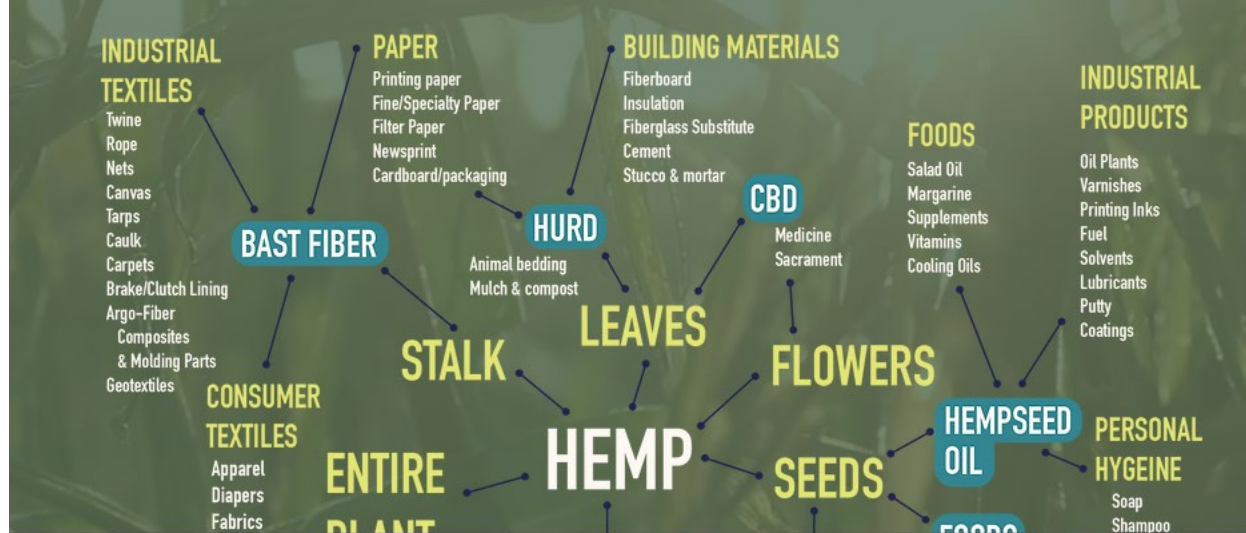 INDUSTRIAL
TEXTILES
Twine
Rope
Nets
Canvas
Tarps
Caulk
Carpets
Brake/Clutch Lining
Argo-Fiber
Composites
& Molding Parts
Geotextiles
PAPER
Printing paper
Fine/Specialty Paper
Filter Paper
Newsprint
Cardboard/packaging
BUILDING MATERIALS
Fiberboard
Insulation
Fiberglass Substitute
Cement
Stucco & mortar
CBD
Medicine
Sacrament
FOODS
Salad Oil
Margarine
Supplements
Vitamins
Cooling Oils
INDUSTRIAL
PRODUCTS
Oil Plants
Varnishes
Printing Inks
Fuel
Solvents
Lubricants
Putty
Coatings
BAST FIBER
HURD
Animal bedding
Mulch & compost
LEAVES
STALK
FLOWERS
CONSUMER
TEXTILES
Apparel
Diapers
Fabrics
ENTIRE
PLANT
HEMP
SEEDS
HEMPSEED
OIL
PERSONAL
HYGEINE
Soap
Shampoo
FOODS